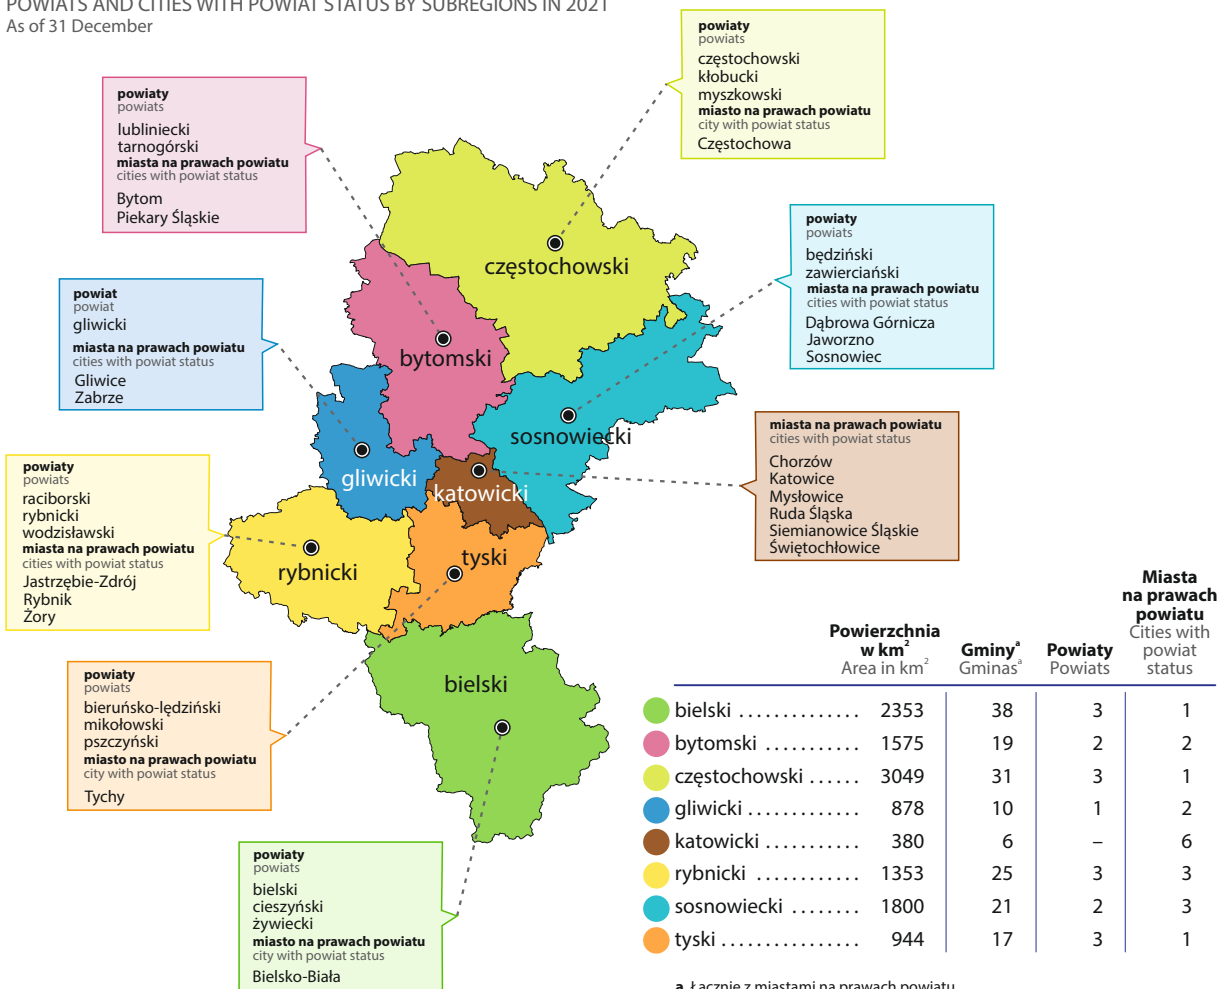 POWIATS AND CITIES WITH POWIAT STATUS BY SUBREGIONS IN 2021
As of 31 December
powiaty
powiats
częstochowski
kłobucki
myszkowski
miasto na prawach powiatu
city with powiat status
Częstochowa
powiaty
powiats
lubliniecki
tarnogórski
miasta na prawach powiatu
cities with powiat status
Bytom
Piekary Śląskie
powiaty
powiats
będziński
zawierciański
miasta na prawach powiatu
cities with powiat status
Dąbrowa Górnicza
Jaworzno
Sosnowiec
powiat
powiat
gliwicki
miasta na prawach powiatu
cities with powiat status
Gliwice
Zabrze
miasta na prawach powiatu
cities with powiat status
Chorzów
Katowice
Mysłowice
Ruda Śląska
Siemianowice Śląskie
Świętochłowice
powiaty
powiats
raciborski
rybnicki
wodzisławski
miasta na prawach powiatu
cities with powiat status
Jastrzębie-Zdrój
Rybnik
Żory
powiaty
powiats
bieruńsko-lędziński
mikołowski
pszczyński
miasto na prawach powiatu
city with powiat status
Tychy
powiaty
powiats
bielski
cieszyński
żywiecki
miasto na prawach powiatu
city with powiat status
Bielsko-Biała
częstochowski
bytomski
sosnowiecki
gliwicki
katowicki
rybnicki
tyski
bielski
Powierzchnia w km² Area in km²
Gminyᵃ Gminasᵃ
Powiaty Powiats
Miasta na prawach powiatu Cities with powiat status
bielski .............. 2353 38 3 1
bytomski ........... 1575 19 2 2
częstochowski ...... 3049 31 3 1
gliwicki ............. 878 10 1 2
katowicki ........... 380 6 – 6
rybnicki ............ 1353 25 3 3
sosnowiecki ........ 1800 21 2 3
tyski ................ 944 17 3 1
a Łącznie z miastami na prawach powiatu.